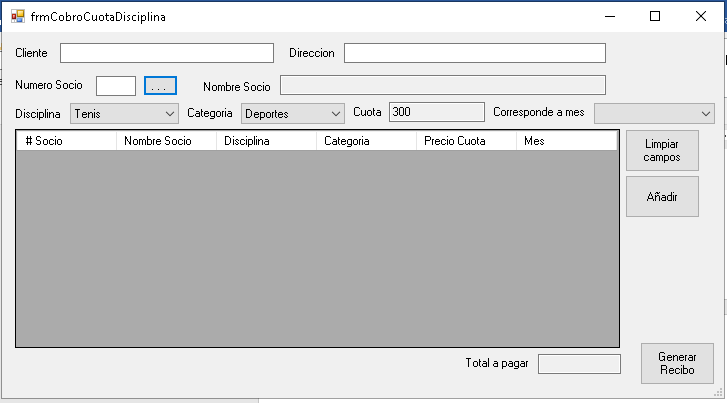 frmCobroCuotaDisciplina
Cliente Direccion
Numero Socio ... Nombre Socio
Disciplina Tenis Categoria Deportes Cuota 300 Corresponde a mes
# Socio Nombre Socio Disciplina Categoria Precio Cuota Mes
Limpiar
campos
Añadir
Total a pagar
Generar
Recibo